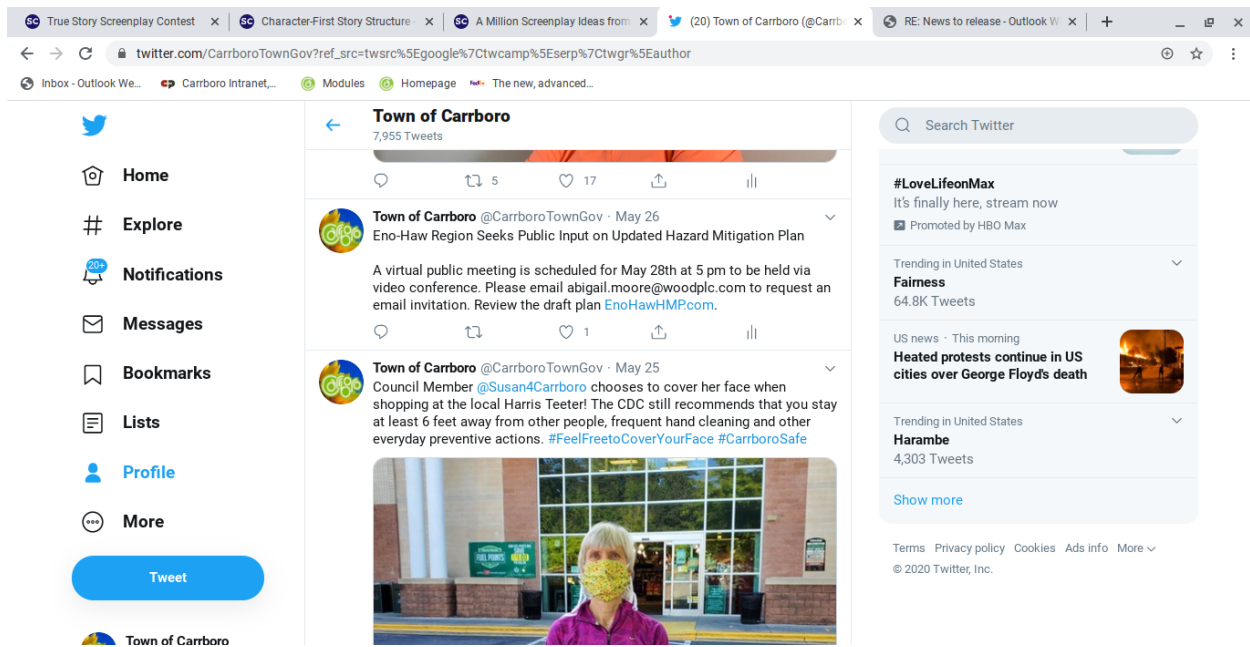 True Story Screenplay Contest
Character-First Story Structure -
A Million Screenplay Ideas from
(20) Town of Carrboro (@Carrbo
RE: News to release - Outlook W
twitter.com/CarrboroTownGov?ref_src=twsrc%5Egoogle%7Ctwcamp%5Eserp%7Ctwgr%5Eauthor
Inbox - Outlook We...
Carrboro Intranet,...
Modules
Homepage
The new, advanced...
Home
Explore
20+
Notifications
Messages
Bookmarks
Lists
Profile
More
Tweet
Town of Carrboro
Town of Carrboro
7,955 Tweets
5
17
Town of Carrboro @CarrboroTownGov · May 26
Eno-Haw Region Seeks Public Input on Updated Hazard Mitigation Plan
A virtual public meeting is scheduled for May 28th at 5 pm to be held via
video conference. Please email abigail.moore@woodplc.com to request an
email invitation. Review the draft plan EnoHawHMP.com.
1
Town of Carrboro @CarrboroTownGov · May 25
Council Member @Susan4Carrboro chooses to cover her face when
shopping at the local Harris Teeter! The CDC still recommends that you stay
at least 6 feet away from other people, frequent hand cleaning and other
everyday preventive actions. #FeelFreetoCoverYourFace #CarrboroSafe
FUEL POINTS
Search Twitter
#LoveLifeonMax
It's finally here, stream now
Promoted by HBO Max
Trending in United States
Fairness
64.8K Tweets
US news · This morning
Heated protests continue in US
cities over George Floyd's death
Trending in United States
Harambe
4,303 Tweets
Show more
Terms Privacy policy Cookies Ads info More
© 2020 Twitter, Inc.